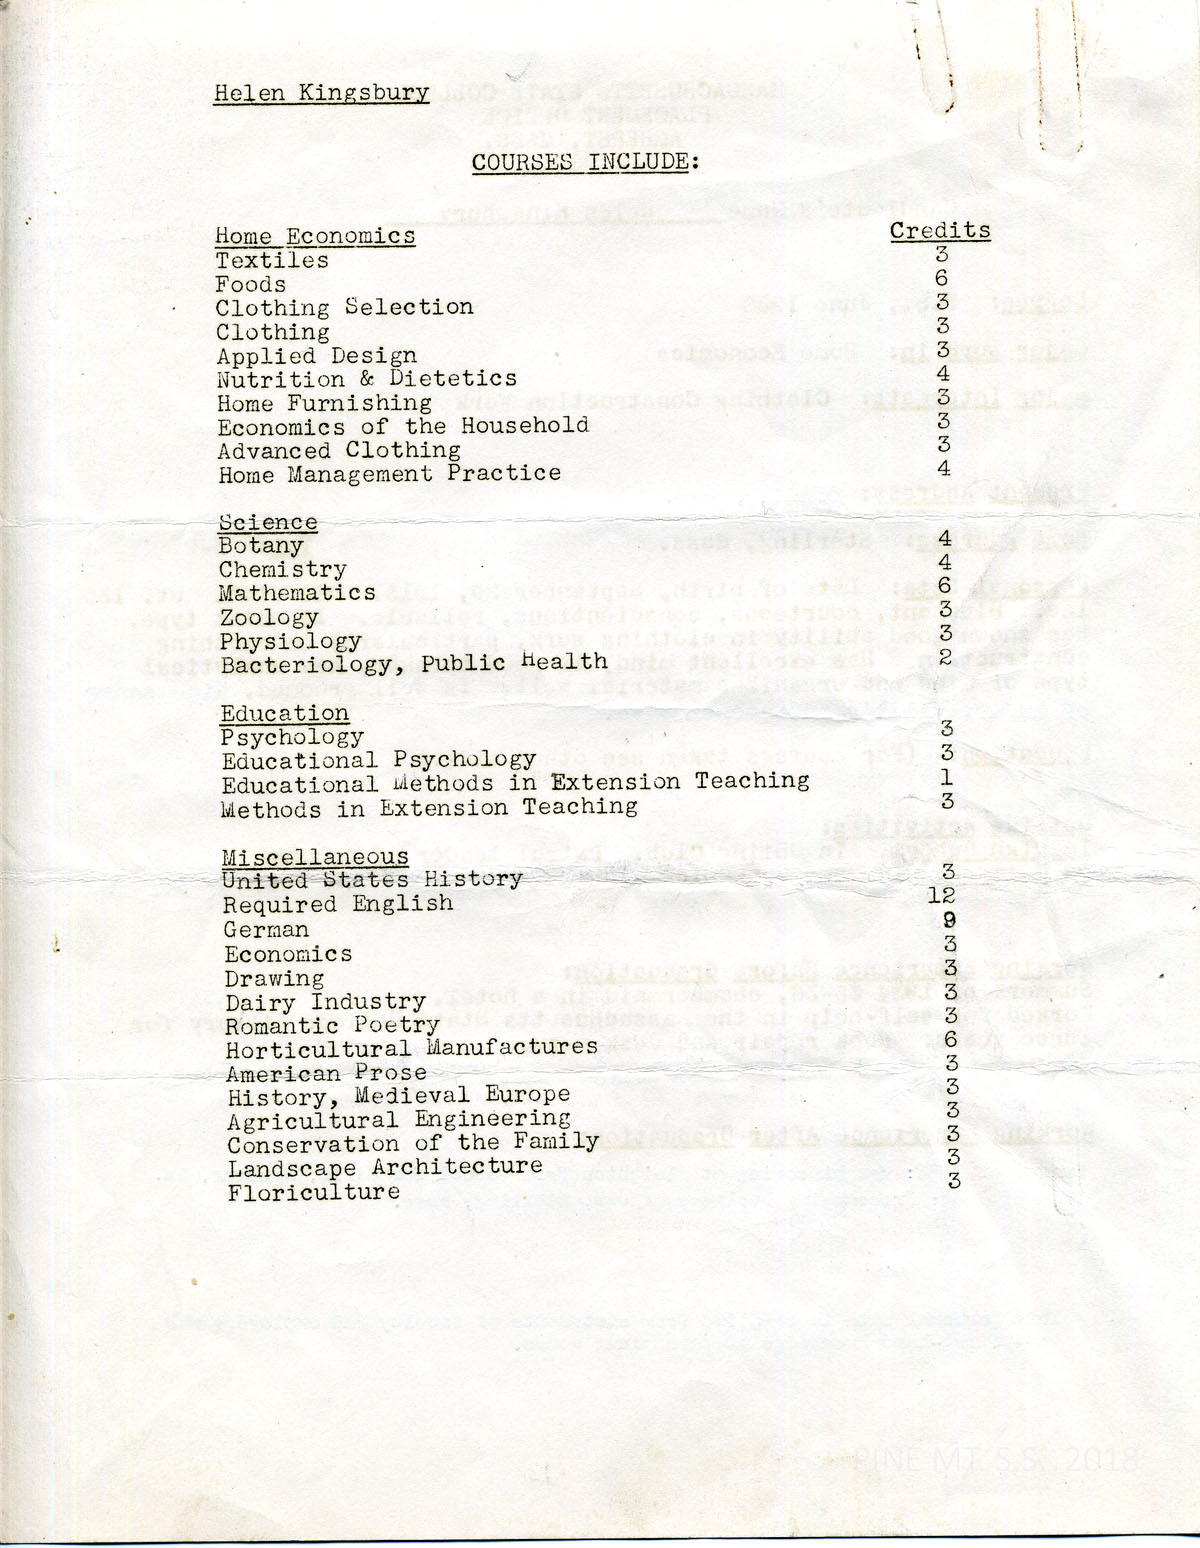 Helen Kingsbury
COURSES INCLUDE:
Home Economics Credits
Textiles 3
Foods 6
Clothing Selection 3
Clothing 3
Applied Design 3
Nutrition & Dietetics 4
Home Furnishing 3
Economics of the Household 3
Advanced Clothing 3
Home Management Practice 4
Science
Botany 4
Chemistry 4
Mathematics 6
Zoology 3
Physiology 3
Bacteriology, Public Health 2
Education
Psychology 3
Educational Psychology 3
Educational Methods in Extension Teaching 1
Methods in Extension Teaching 3
Miscellaneous
United States History 3
Required English 12
German 9
Economics 3
Drawing 3
Dairy Industry 3
Romantic Poetry 3
Horticultural Manufactures 6
American Prose 3
History, Medieval Europe 3
Agricultural Engineering 3
Conservation of the Family 3
Landscape Architecture 3
Floriculture 3
PINE MT. S.S. 2018